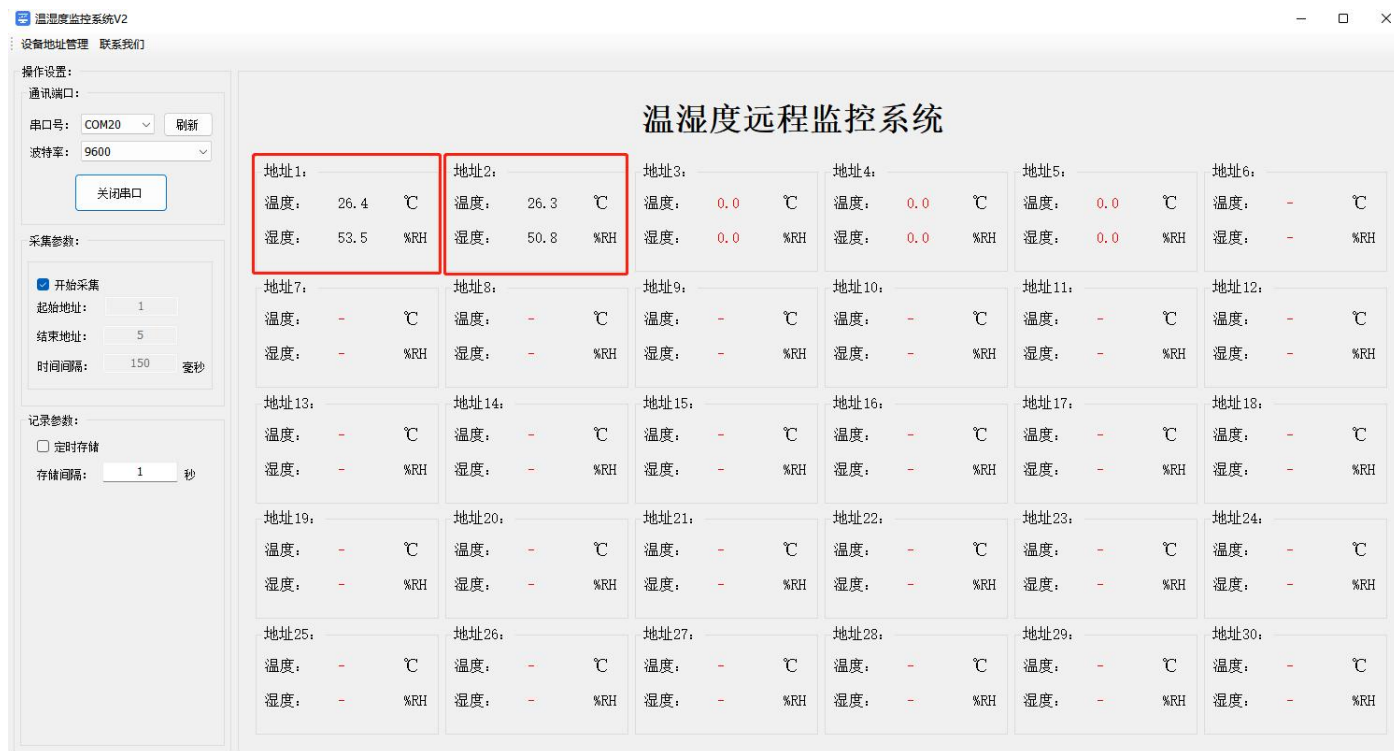 温湿度监控系统V2
设备地址管理 联系我们
操作设置:
通讯端口:
串口号: COM20 刷新
波特率: 9600
关闭串口
采集参数:
开始采集
起始地址: 1
结束地址: 5
时间间隔: 150 毫秒
记录参数:
定时存储
存储间隔: 1 秒
温湿度远程监控系统
地址1: 地址2: 地址3: 地址4: 地址5: 地址6:
温度: 26.4 ℃ 温度: 26.3 ℃ 温度: 0.0 ℃ 温度: 0.0 ℃ 温度: 0.0 ℃ 温度: - ℃
湿度: 53.5 %RH 湿度: 50.8 %RH 湿度: 0.0 %RH 湿度: 0.0 %RH 湿度: 0.0 %RH 湿度: - %RH
地址7: 地址8: 地址9: 地址10: 地址11: 地址12:
温度: - ℃ 温度: - ℃ 温度: - ℃ 温度: - ℃ 温度: - ℃ 温度: - ℃
湿度: - %RH 湿度: - %RH 湿度: - %RH 湿度: - %RH 湿度: - %RH 湿度: - %RH
地址13: 地址14: 地址15: 地址16: 地址17: 地址18:
温度: - ℃ 温度: - ℃ 温度: - ℃ 温度: - ℃ 温度: - ℃ 温度: - ℃
湿度: - %RH 湿度: - %RH 湿度: - %RH 湿度: - %RH 湿度: - %RH 湿度: - %RH
地址19: 地址20: 地址21: 地址22: 地址23: 地址24:
温度: - ℃ 温度: - ℃ 温度: - ℃ 温度: - ℃ 温度: - ℃ 温度: - ℃
湿度: - %RH 湿度: - %RH 湿度: - %RH 湿度: - %RH 湿度: - %RH 湿度: - %RH
地址25: 地址26: 地址27: 地址28: 地址29: 地址30:
温度: - ℃ 温度: - ℃ 温度: - ℃ 温度: - ℃ 温度: - ℃ 温度: - ℃
湿度: - %RH 湿度: - %RH 湿度: - %RH 湿度: - %RH 湿度: - %RH 湿度: - %RH